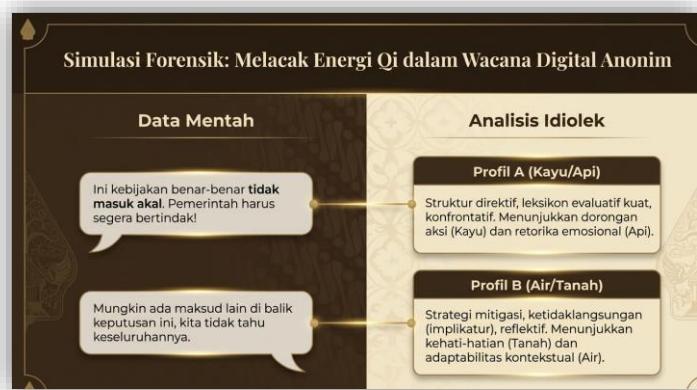 Simulasi Forensik: Melacak Energi Qi dalam Wacana Digital Anonim
Data Mentah
Ini kebijakan benar-benar tidak
masuk akal. Pemerintah harus
segera bertindak!
Mungkin ada maksud lain di balik
keputusan ini, kita tidak tahu
keseluruhannya.
Analisis Idiolek
Profil A (Kayu/Api)
Struktur direktif, leksikon evaluatif kuat,
konfrontatif. Menunjukkan dorongan
aksi (Kayu) dan retorika emosional (Api).
Profil B (Air/Tanah)
Strategi mitigasi, ketidaklangsungan
(implikatur), reflektif. Menunjukkan
kehati-hatian (Tanah) dan
adaptabilitas kontekstual (Air).